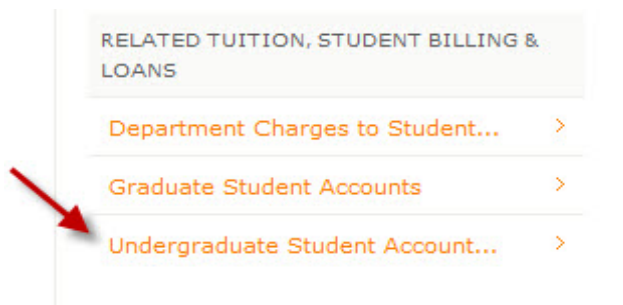 RELATED TUITION, STUDENT BILLING &
LOANS
Department Charges to Student...
Graduate Student Accounts
Undergraduate Student Account...